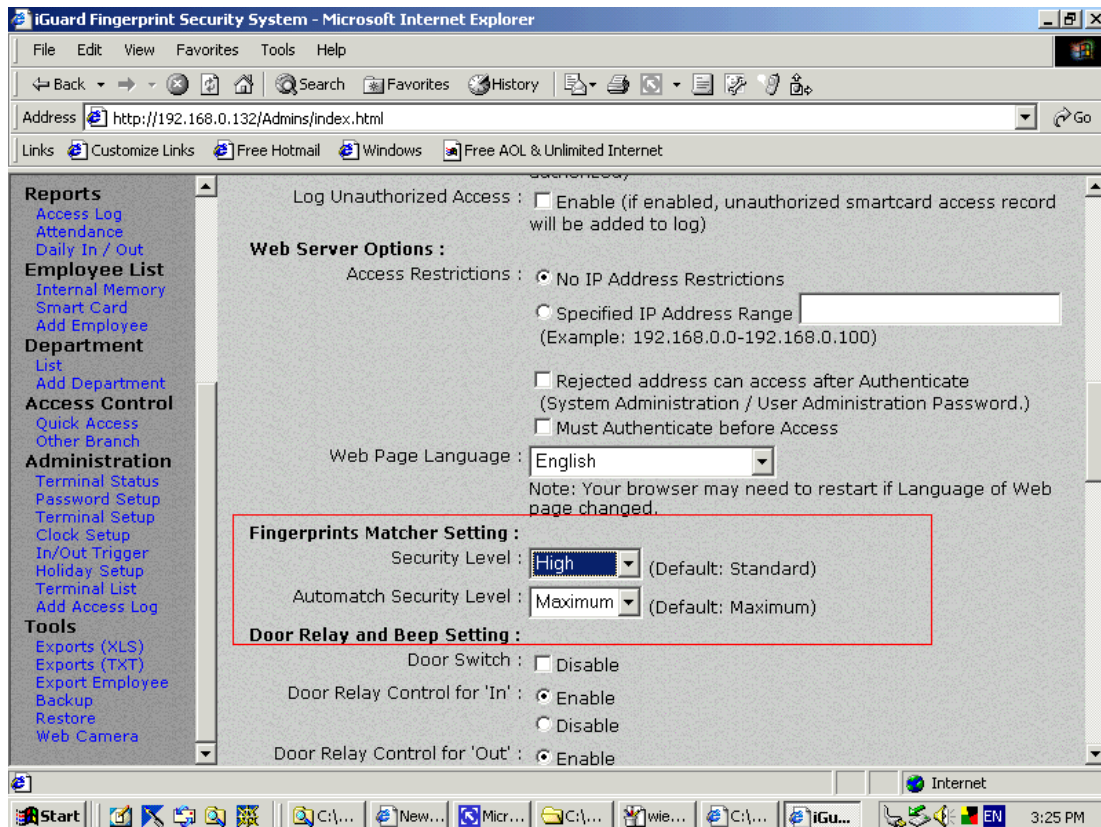 iGuard Fingerprint Security System - Microsoft Internet Explorer
File Edit View Favorites Tools Help
Back Search Favorites History
Address http://192.168.0.132/Admins/index.html Go
Links Customize Links Free Hotmail Windows Free AOL & Unlimited Internet
Reports
Access Log
Attendance
Daily In / Out
Employee List
Internal Memory
Smart Card
Add Employee
Department
List
Add Department
Access Control
Quick Access
Other Branch
Administration
Terminal Status
Password Setup
Terminal Setup
Clock Setup
In/Out Trigger
Holiday Setup
Terminal List
Add Access Log
Tools
Exports (XLS)
Exports (TXT)
Export Employee
Backup
Restore
Web Camera
authorized)
Log Unauthorized Access : Enable (if enabled, unauthorized smartcard access record
will be added to log)
Web Server Options :
Access Restrictions : No IP Address Restrictions
Specified IP Address Range
(Example: 192.168.0.0-192.168.0.100)
Rejected address can access after Authenticate
(System Administration / User Administration Password.)
Must Authenticate before Access
Web Page Language : English
Note: Your browser may need to restart if Language of Web
page changed.
Fingerprints Matcher Setting :
Security Level : High (Default: Standard)
Automatch Security Level : Maximum (Default: Maximum)
Door Relay and Beep Setting :
Door Switch : Disable
Door Relay Control for 'In' : Enable
Disable
Door Relay Control for 'Out' : Enable
Internet
Start C:\... New... Micr... C:\... wie... C:\... iGu... EN 3:25 PM